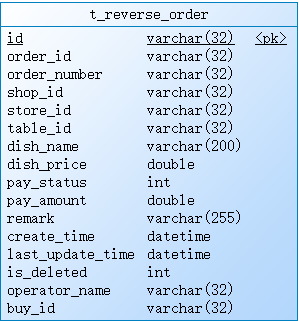 t_reverse_order
id varchar(32) <pk>
order_id varchar(32)
order_number varchar(32)
shop_id varchar(32)
store_id varchar(32)
table_id varchar(32)
dish_name varchar(200)
dish_price double
pay_status int
pay_amount double
remark varchar(255)
create_time datetime
last_update_time datetime
is_deleted int
operator_name varchar(32)
buy_id varchar(32)